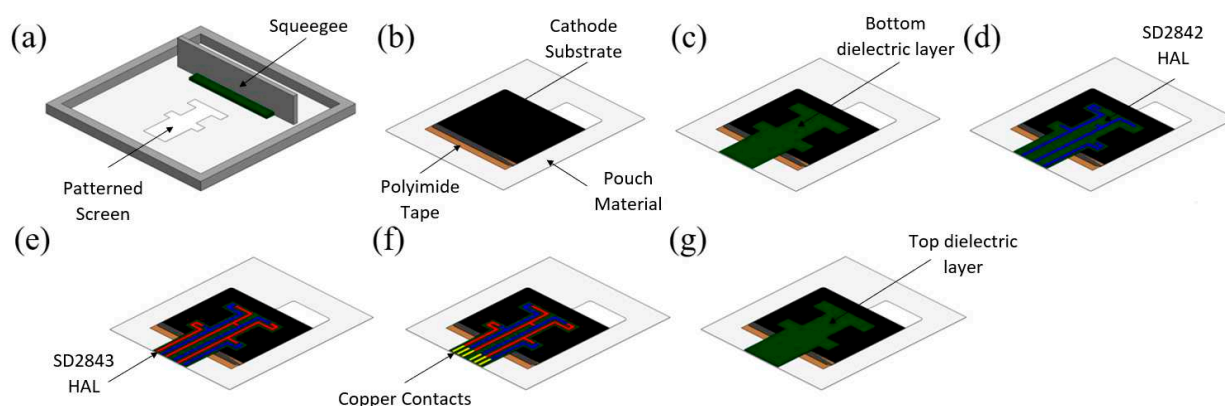 (a)
Squeegee
Patterned
Screen
(b)
Cathode
Substrate
Polyimide
Tape
Pouch
Material
(c)
Bottom
dielectric layer
(d)
SD2842
HAL
(e)
SD2843
HAL
(f)
Copper Contacts
(g)
Top dielectric
layer